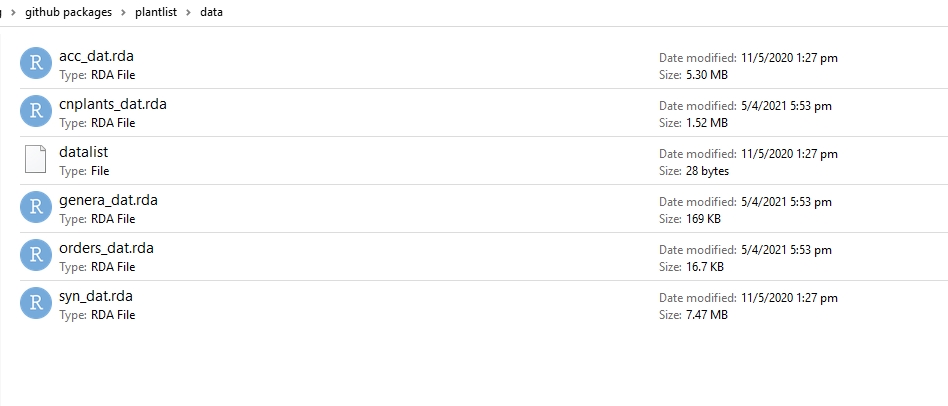 github packages > plantlist > data
R acc_dat.rda Date modified: 11/5/2020 1:27 pm
Type: RDA File Size: 5.30 MB
R cnplants_dat.rda Date modified: 5/4/2021 5:53 pm
Type: RDA File Size: 1.52 MB
datalist Date modified: 11/5/2020 1:27 pm
Type: File Size: 28 bytes
R genera_dat.rda Date modified: 5/4/2021 5:53 pm
Type: RDA File Size: 169 KB
R orders_dat.rda Date modified: 5/4/2021 5:53 pm
Type: RDA File Size: 16.7 KB
R syn_dat.rda Date modified: 11/5/2020 1:27 pm
Type: RDA File Size: 7.47 MB